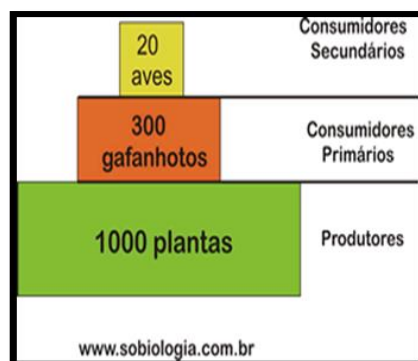 20
aves
Consumidores
Secundários
300
gafanhotos
Consumidores
Primários
1000 plantas
Produtores
www.sobiologia.com.br